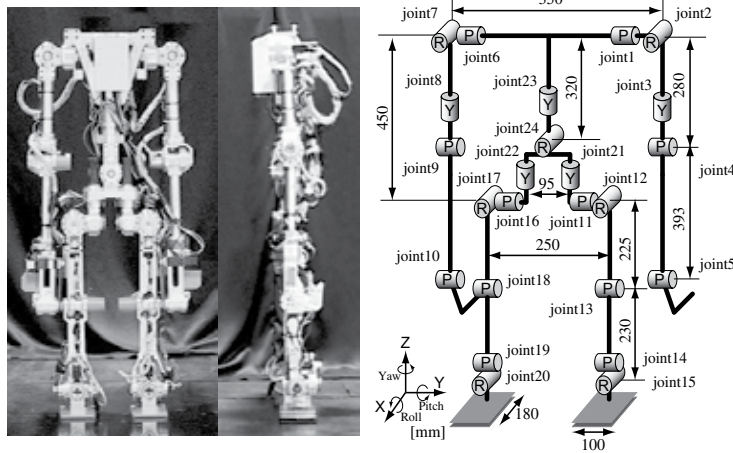 joint7
joint2
R
P
P
R
joint6
joint1
joint8
joint23
joint3
320
280
Y
Y
Y
450
joint24
joint9
R
joint22
joint21
P
P
joint4
joint17
Y
Y
joint12
95
R
P
P
R
joint16
joint11
393
250
225
joint10
joint5
P
P
joint18
P
P
joint13
230
Z
joint19
P
P
joint14
Yaw
Y
R
joint20
R
joint15
X
Roll
Pitch
[mm]
180
100